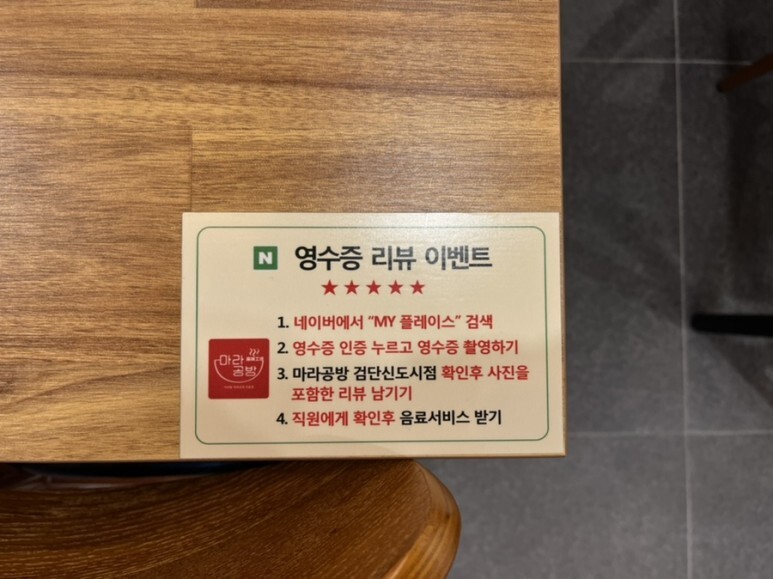 N 영수증 리뷰 이벤트
★★★★★
1. 네이버에서 “MY 플레이스” 검색
2. 영수증 인증 누르고 영수증 촬영하기
3. 마라공방 검단신도시점 확인후 사진을
포함한 리뷰 남기기
4. 직원에게 확인후 음료서비스 받기
마라
공방